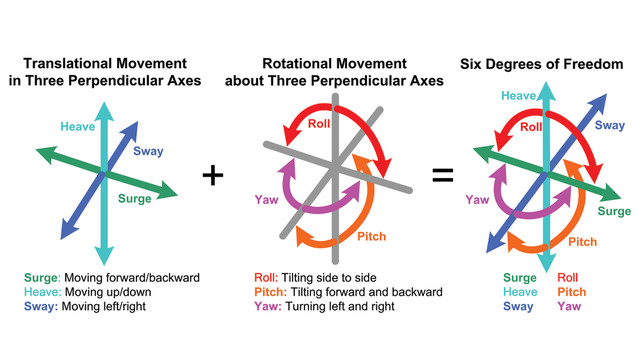 Translational Movement
in Three Perpendicular Axes
Heave
Sway
Surge
Surge: Moving forward/backward
Heave: Moving up/down
Sway: Moving left/right
+
Rotational Movement
about Three Perpendicular Axes
Roll
Yaw
Pitch
Roll: Tilting side to side
Pitch: Tilting forward and backward
Yaw: Turning left and right
=
Six Degrees of Freedom
Heave
Roll
Sway
Yaw
Surge
Pitch
Surge Roll
Heave Pitch
Sway Yaw